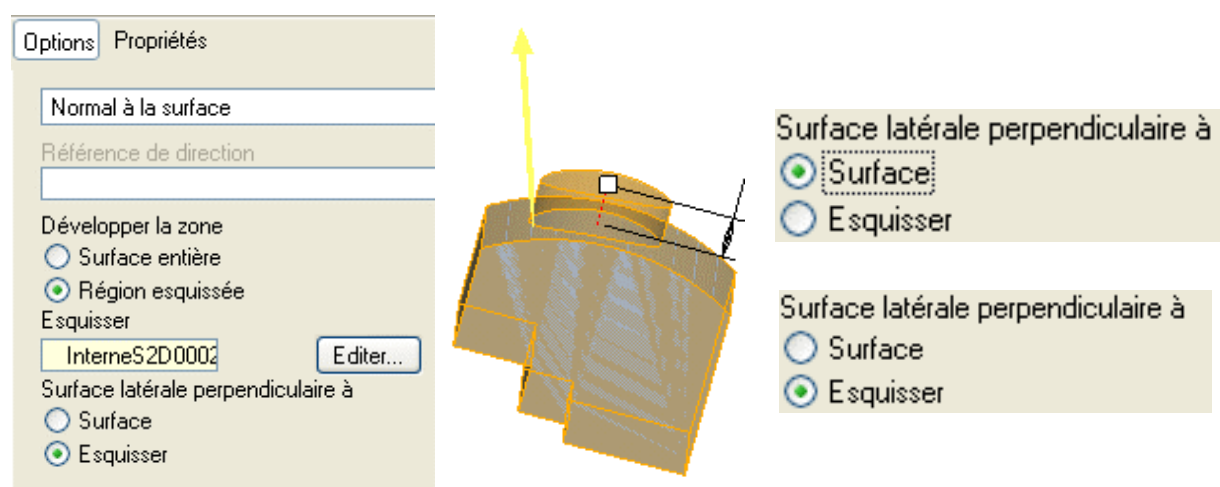 Options Propriétés
Normal à la surface
Référence de direction
Développer la zone
Surface entière
Région esquissée
Esquisser
InterneS2D0002 Editer...
Surface latérale perpendiculaire à
Surface
Esquisser
Surface latérale perpendiculaire à
Surface
Esquisser
Surface latérale perpendiculaire à
Surface
Esquisser